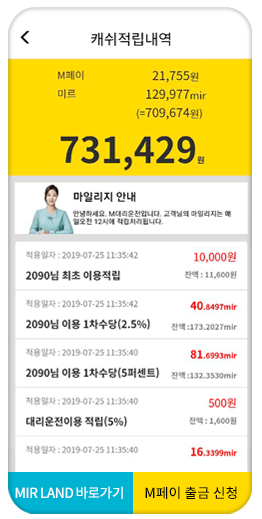 캐쉬적립내역
M페이 21,755원
미르 129,977mir
(=709,674원)
731,429원
마일리지 안내
안녕하세요. M대리운전입니다. 고객님의 마일리지는 매
일오전 12시에 적립처리됩니다.
적용일자 : 2019-07-25 11:35:42 10,000원
2090님 최초 이용적립 잔액 : 11,600원
적용일자 : 2019-07-25 11:35:42 40.8497mir
2090님 이용 1차수당(2.5%) 잔액 :173.2027mir
적용일자 : 2019-07-25 11:35:40 81.6993mir
2090님 이용 1차수당(5퍼센트) 잔액 :132.3530mir
적용일자 : 2019-07-25 11:35:40 500원
대리운전이용 적립(5%) 잔액 : 1,600원
적용일자 : 2019-07-25 11:35:40 16.3399mir
MIR LAND 바로가기 M페이 출금 신청